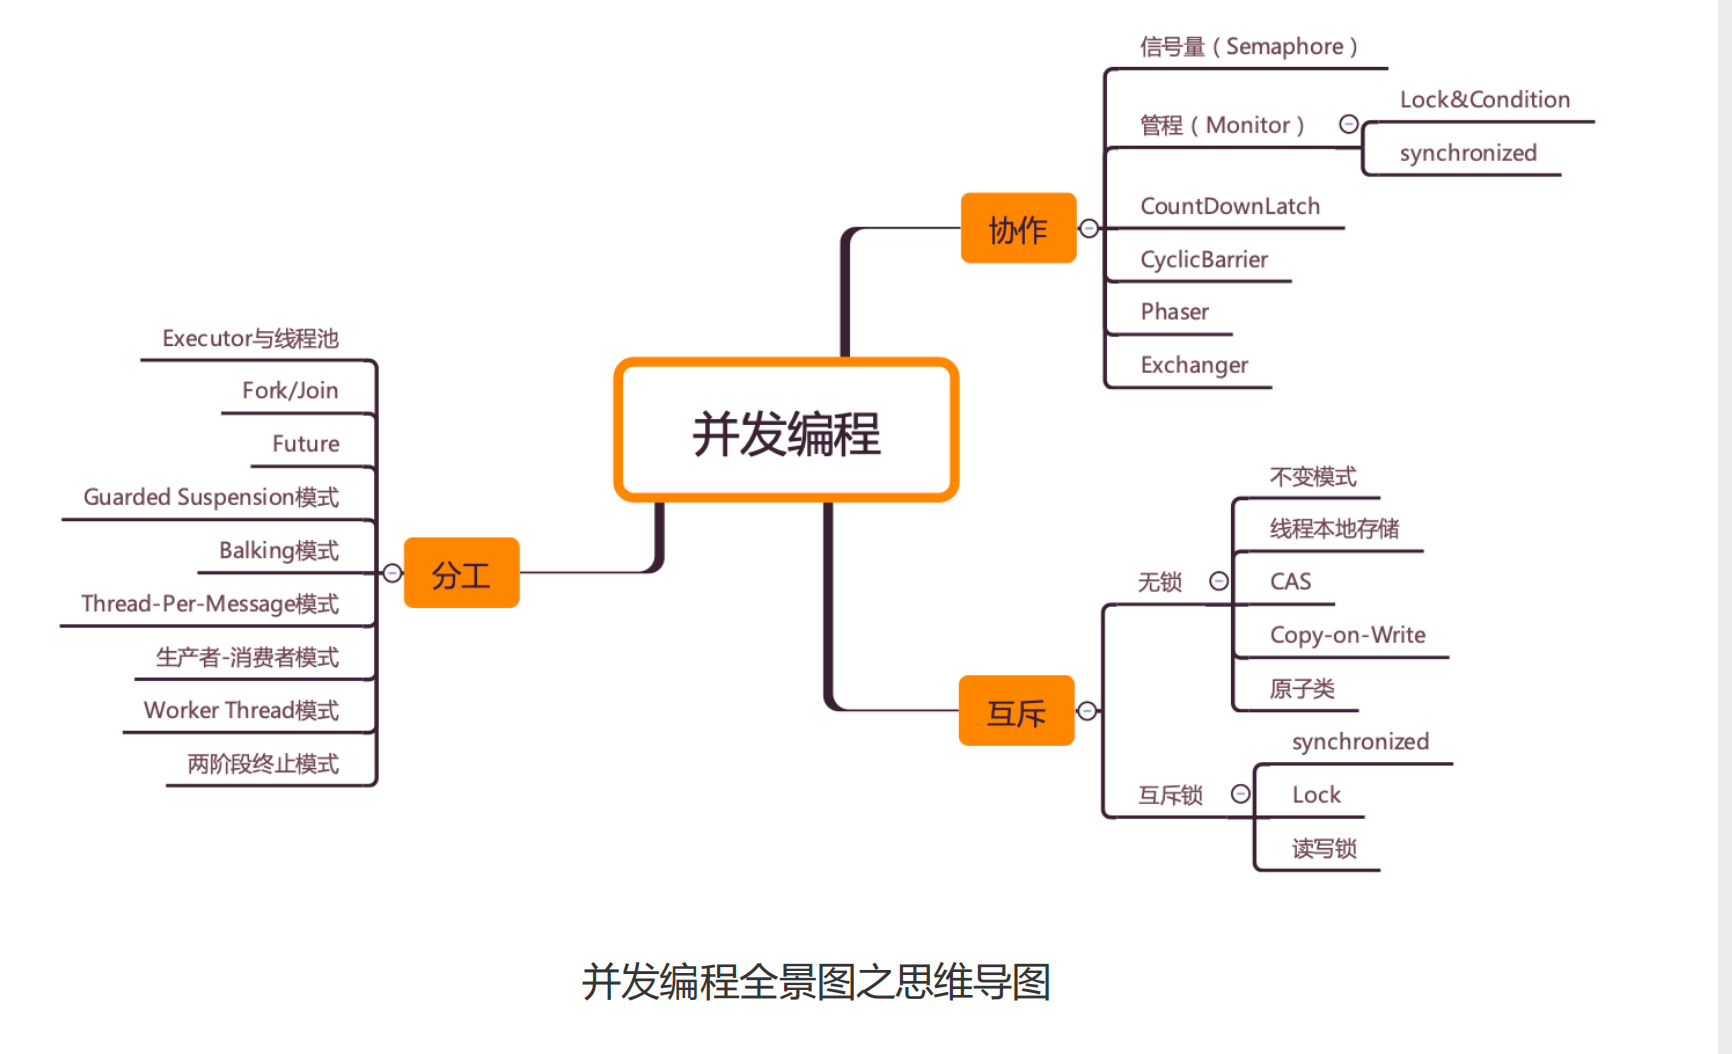 信号量（Semaphore）
Lock&Condition
管程（Monitor）
synchronized
CountDownLatch
协作
CyclicBarrier
Phaser
Exchanger
Executor与线程池
Fork/Join
Future
Guarded Suspension模式
Balking模式
Thread-Per-Message模式
生产者-消费者模式
Worker Thread模式
两阶段终止模式
分工
并发编程
不变模式
线程本地存储
无锁
CAS
Copy-on-Write
原子类
互斥
synchronized
互斥锁
Lock
读写锁
并发编程全景图之思维导图